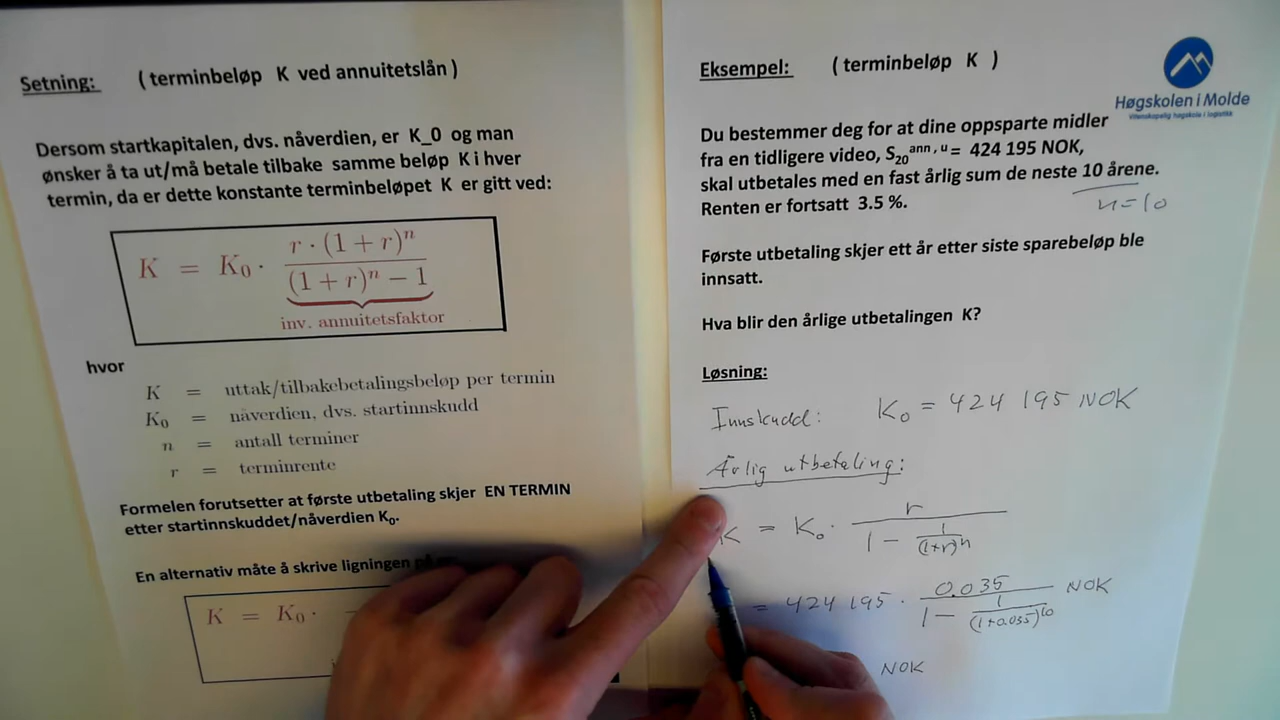 Setning: ( terminbeløp K ved annuitetslån )
Dersom startkapitalen, dvs. nåverdien, er K_0 og man
ønsker å ta ut/må betale tilbake samme beløp K i hver
termin, da er dette konstante terminbeløpet K er gitt ved:
K = K₀ · r · (1 + r)ⁿ / (1 + r)ⁿ − 1
inv. annuitetsfaktor
hvor
K = uttak/tilbakebetalingsbeløp per termin
K₀ = nåverdien, dvs. startinnskudd
n = antall terminer
r = terminrente
Formelen forutsetter at første utbetaling skjer EN TERMIN
etter startinnskuddet/nåverdien K₀.
En alternativ måte å skrive ligningen
K = K₀ ·
Eksempel: ( terminbeløp K )
Høgskolen i Molde
Vitenskapelig høgskole i logistikk
Du bestemmer deg for at dine oppsparte midler
fra en tidligere video, S₂₀ ᵃⁿⁿ, ᵘ = 424 195 NOK,
skal utbetales med en fast årlig sum de neste 10 årene.
Renten er fortsatt 3.5 %.
n = 10
Første utbetaling skjer ett år etter siste sparebeløp ble
innsatt.
Hva blir den årlige utbetalingen K?
Løsning:
Innskudd: K₀ = 424 195 NOK
Årlig utbetaling:
K = K₀ · r / 1 − 1/(1+r)ⁿ
= 424 195 · 0.035 / 1 − 1/(1+0.035)¹⁰ NOK
NOK